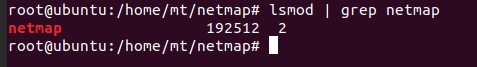 root@ubuntu:/home/mt/netmap# lsmod | grep netmap
netmap                192512  2
root@ubuntu:/home/mt/netmap#